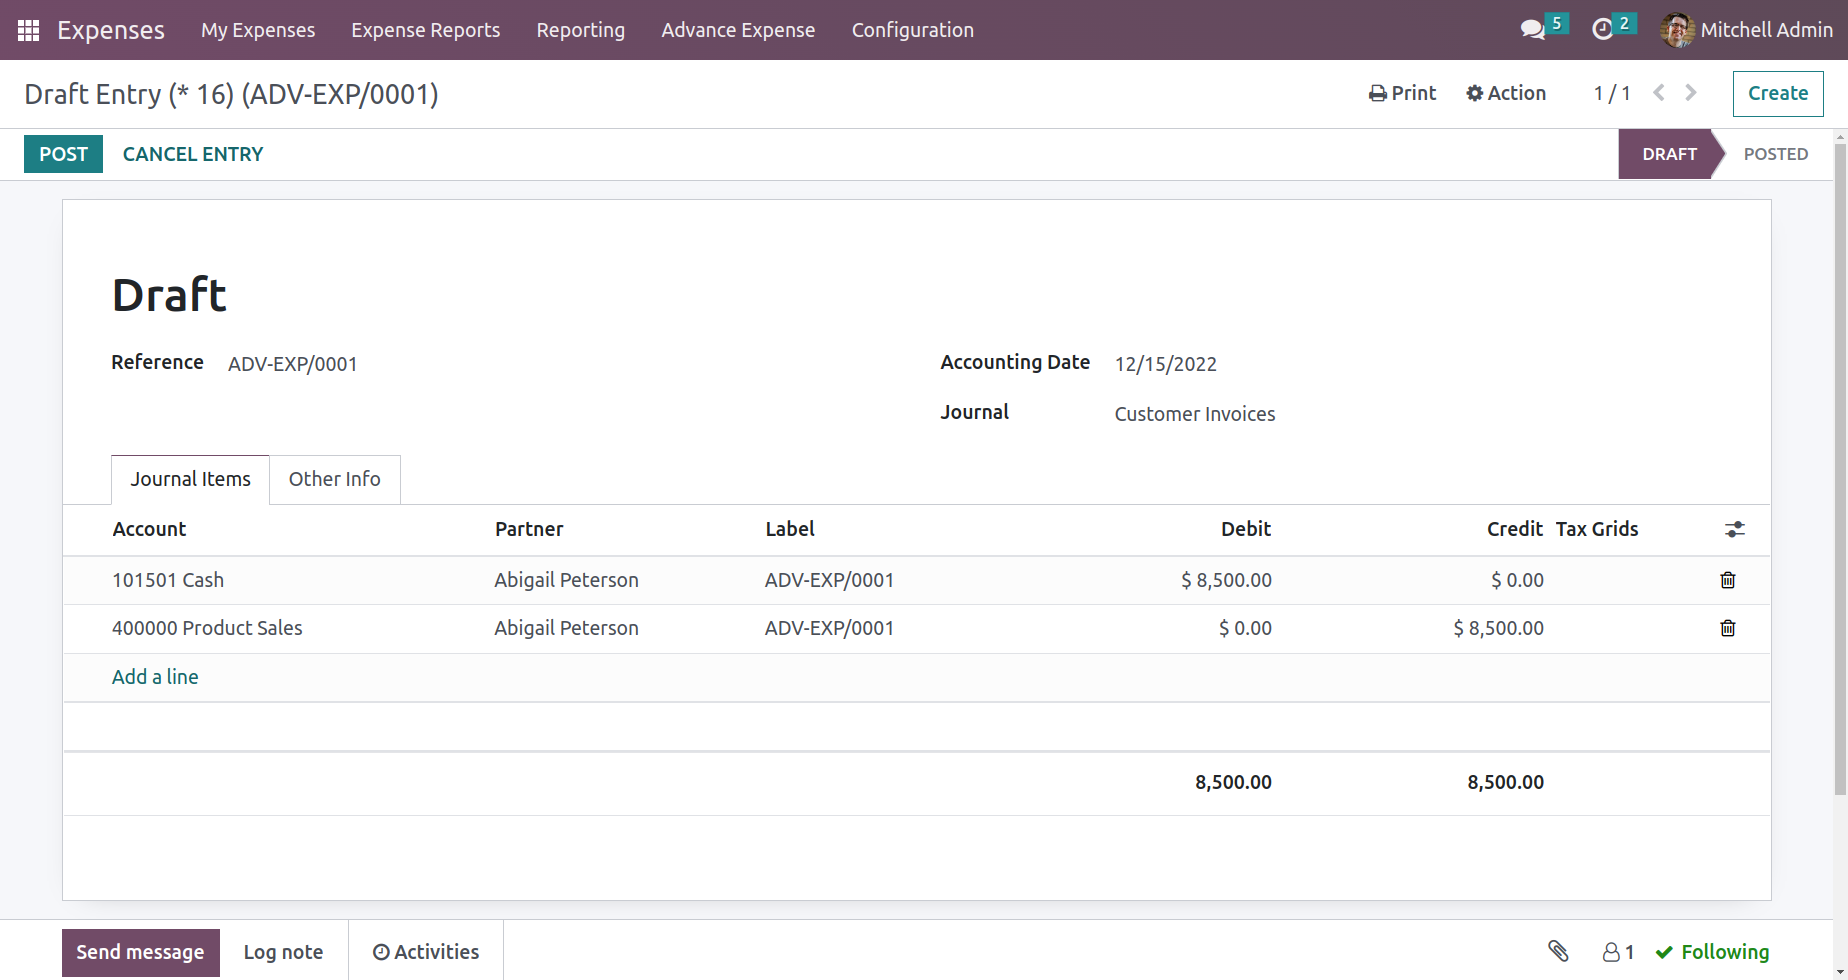 Expenses My Expenses Expense Reports Reporting Advance Expense Configuration 5 2 Mitchell Admin
Draft Entry (* 16) (ADV-EXP/0001) Print Action 1 / 1 Create
POST CANCEL ENTRY DRAFT POSTED
Draft
Reference ADV-EXP/0001 Accounting Date 12/15/2022
Journal Customer Invoices
Journal Items Other Info
Account Partner Label Debit Credit Tax Grids
101501 Cash Abigail Peterson ADV-EXP/0001 $ 8,500.00 $ 0.00
400000 Product Sales Abigail Peterson ADV-EXP/0001 $ 0.00 $ 8,500.00
Add a line
8,500.00 8,500.00
Send message Log note Activities 1 Following